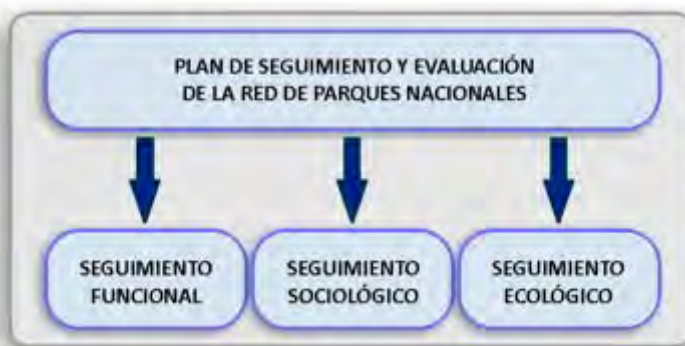 PLAN DE SEGUIMIENTO Y EVALUACIÓN
DE LA RED DE PARQUES NACIONALES
SEGUIMIENTO
FUNCIONAL
SEGUIMIENTO
SOCIOLÓGICO
SEGUIMIENTO
ECOLÓGICO